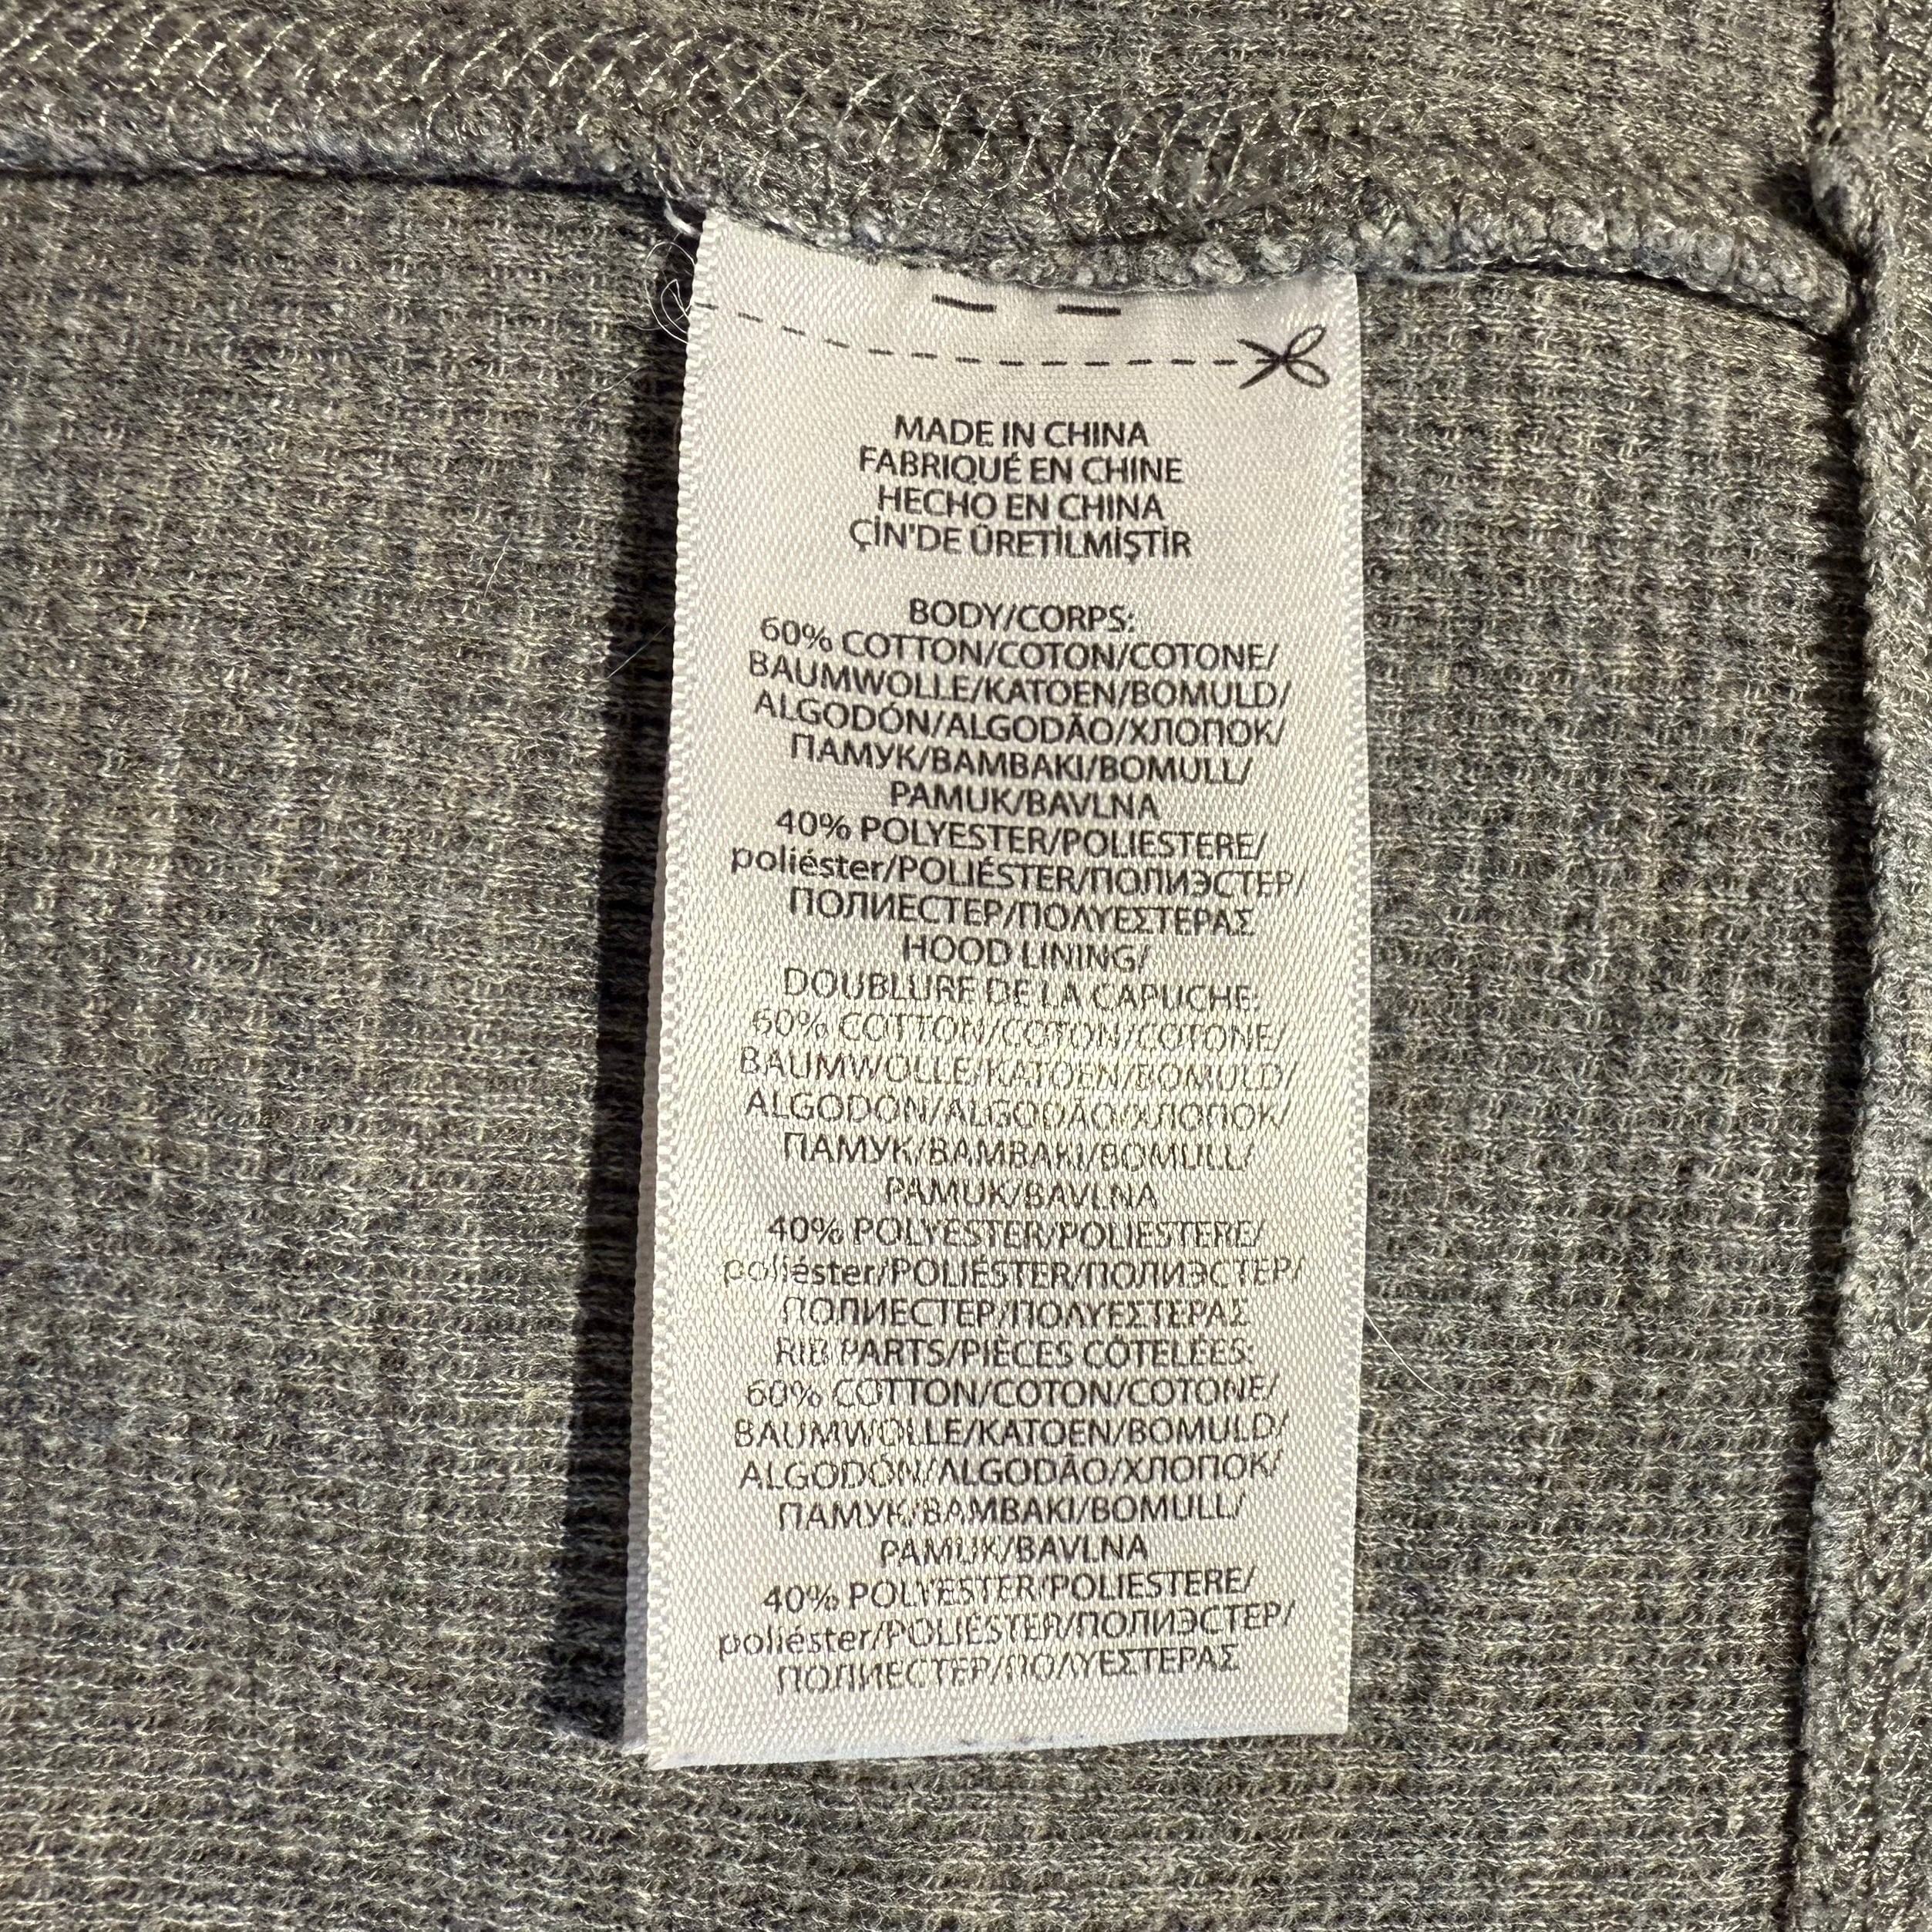 MADE IN CHINA
FABRIQUÉ EN CHINE
HECHO EN CHINA
ÇİN'DE ÜRETİLMİŞTİR
BODY/CORPS:
60% COTTON/COTON/COTONE/
BAUMWOLLE/KATOEN/BOMULD/
ALGODÓN/ALGODÃO/ХЛОПОК/
ПАМУК/BAMBAKI/BOMULL/
PAMUK/BAVLNA
40% POLYESTER/POLIESTERE/
poliéster/POLIÉSTER/ПОЛИЭСТЕР/
ПОЛИЕСТЕР/ΠΟΛΥΕΣΤΕΡΑΣ
HOOD LINING/
DOUBLURE DE LA CAPUCHE:
60% COTTON/COTON/COTONE/
BAUMWOLLE/KATOEN/BOMULD/
ALGODÓN/ALGODÃO/ХЛОПОК/
ПАМУК/BAMBAKI/BOMULL/
PAMUK/BAVLNA
40% POLYESTER/POLIESTERE/
poliéster/POLIÉSTER/ПОЛИЭСТЕР/
ПОЛИЕСТЕР/ΠΟΛΥΕΣΤΕΡΑΣ
RIB PARTS/PIÈCES CÔTELÉES:
60% COTTON/COTON/COTONE/
BAUMWOLLE/KATOEN/BOMULD/
ALGODÓN/ALGODÃO/ХЛОПОК/
ПАМУК/BAMBAKI/BOMULL/
PAMUK/BAVLNA
40% POLYESTER/POLIESTERE/
poliéster/POLIÉSTER/ПОЛИЭСТЕР/
ПОЛИЕСТЕР/ΠΟΛΥΕΣΤΕΡΑΣ